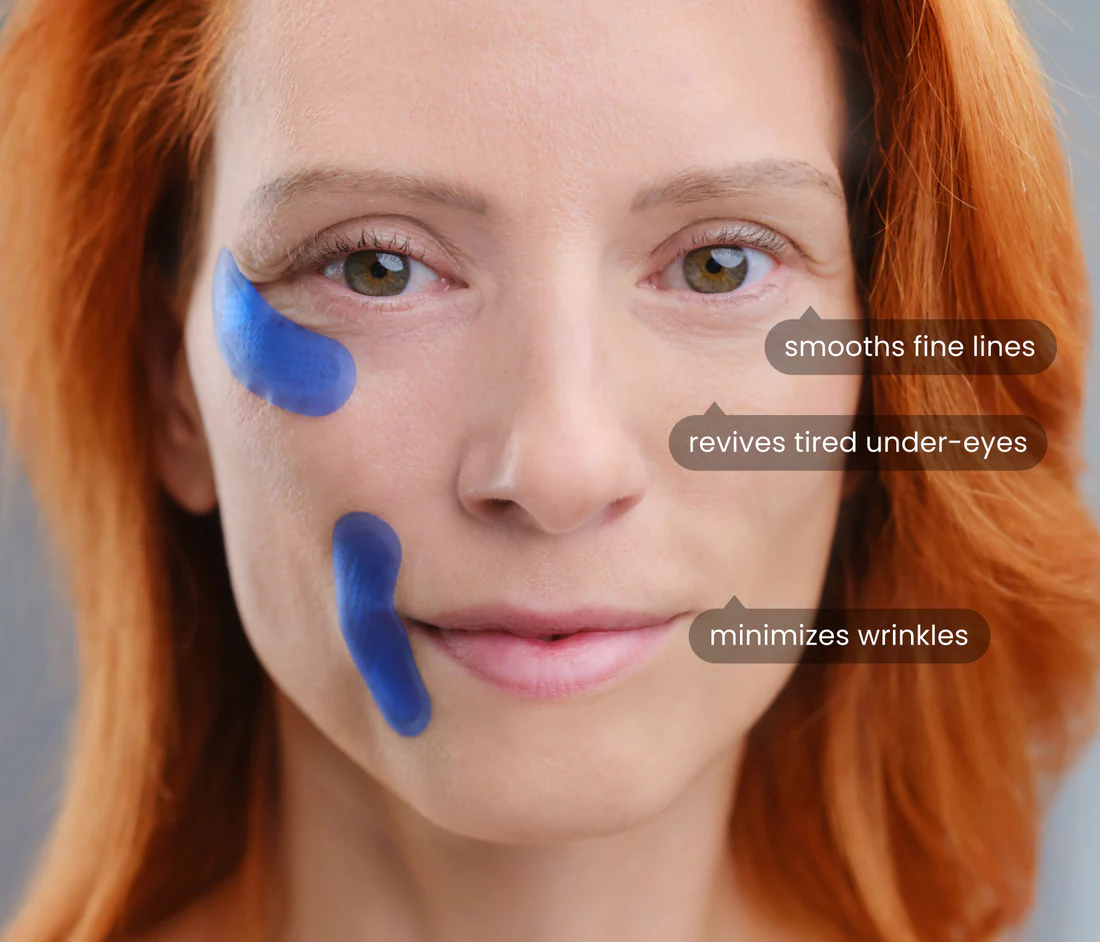 smooths fine lines
revives tired under-eyes
minimizes wrinkles